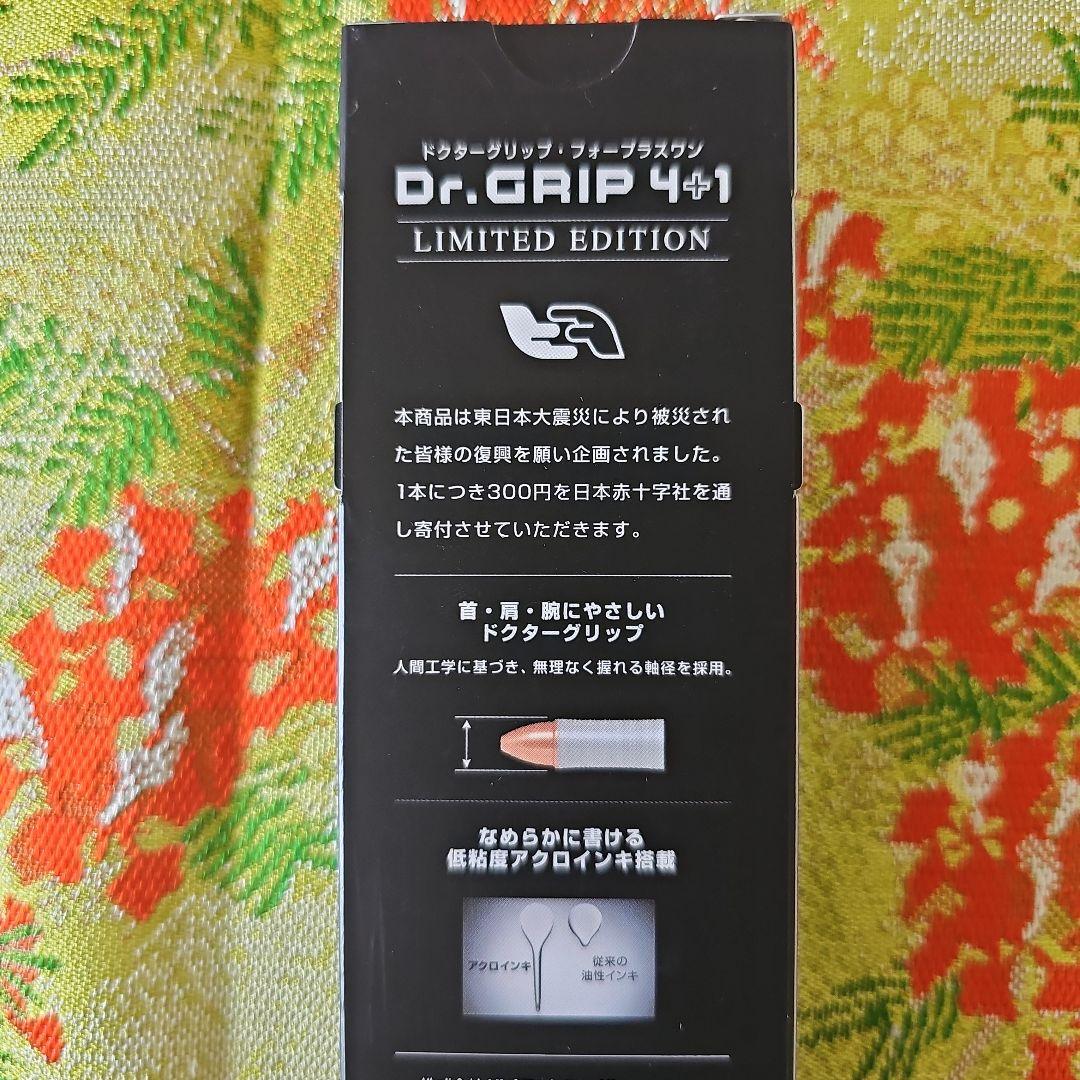 ドクターグリップ・フォープラスワン
Dr.GRIP 4+1
LIMITED EDITION
本商品は東日本大震災により被災され
た皆様の復興を願い企画されました。
1本につき300円を日本赤十字社を通
し寄付させていただきます。
首・肩・腕にやさしい
ドクターグリップ
人間工学に基づき、無理なく握れる軸径を採用。
なめらかに書ける
低粘度アクロインキ搭載
アクロインキ
従来の
油性インキ